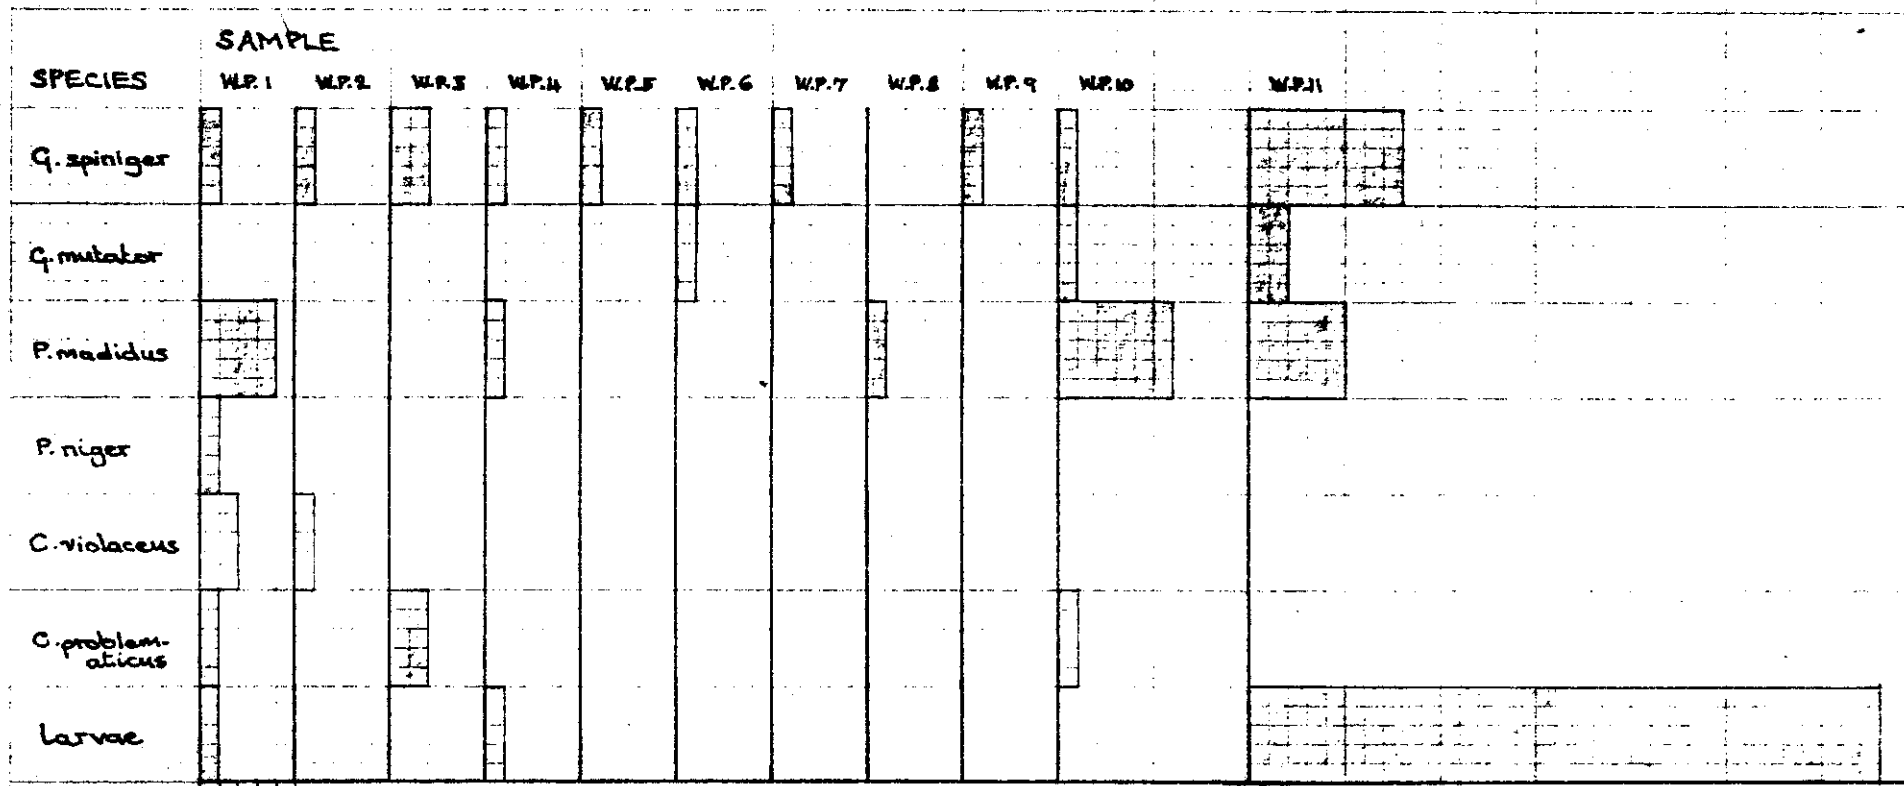 SAMPLE
SPECIES W.P.1 W.P.2 W.P.3 W.P.4 W.P.5 W.P.6 W.P.7 W.P.8 W.P.9 W.P.10 W.P.11
G. spiniger
G. mutator
P. madidus
P. niger
C. violaceus
C. problem-
aticus
Larvae